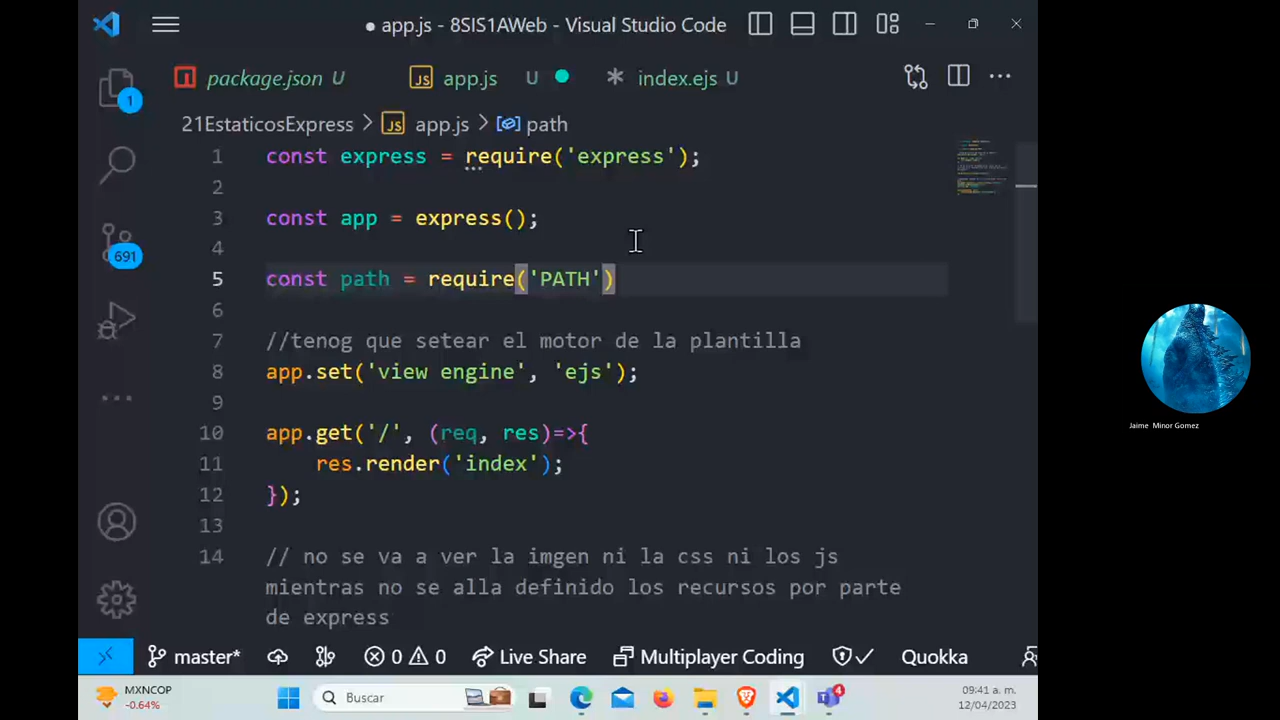 app.js - 8SIS1AWeb - Visual Studio Code
package.json U
JS app.js U
index.ejs U
1
21EstaticosExpress > JS app.js > path
1 const express = require('express');
2
3 const app = express();
4
5 const path = require('PATH')
6
7 //tenog que setear el motor de la plantilla
8 app.set('view engine', 'ejs');
9
10 app.get('/', (req, res)=>{
11 res.render('index');
12 });
13
14 // no se va a ver la imgen ni la css ni los js
mientras no se alla definido los recursos por parte
de express
691
Jaime Minor Gomez
master* 0 0 Live Share Multiplayer Coding Quokka
MXNCOP
-0.64%
Buscar
4
09:41 a. m.
12/04/2023